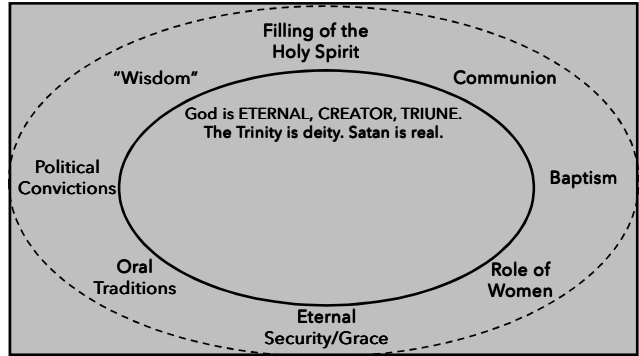 Filling of the
Holy Spirit
“Wisdom”
Communion
God is ETERNAL, CREATOR, TRIUNE.
The Trinity is deity. Satan is real.
Political
Convictions
Baptism
Oral
Traditions
Role of
Women
Eternal
Security/Grace